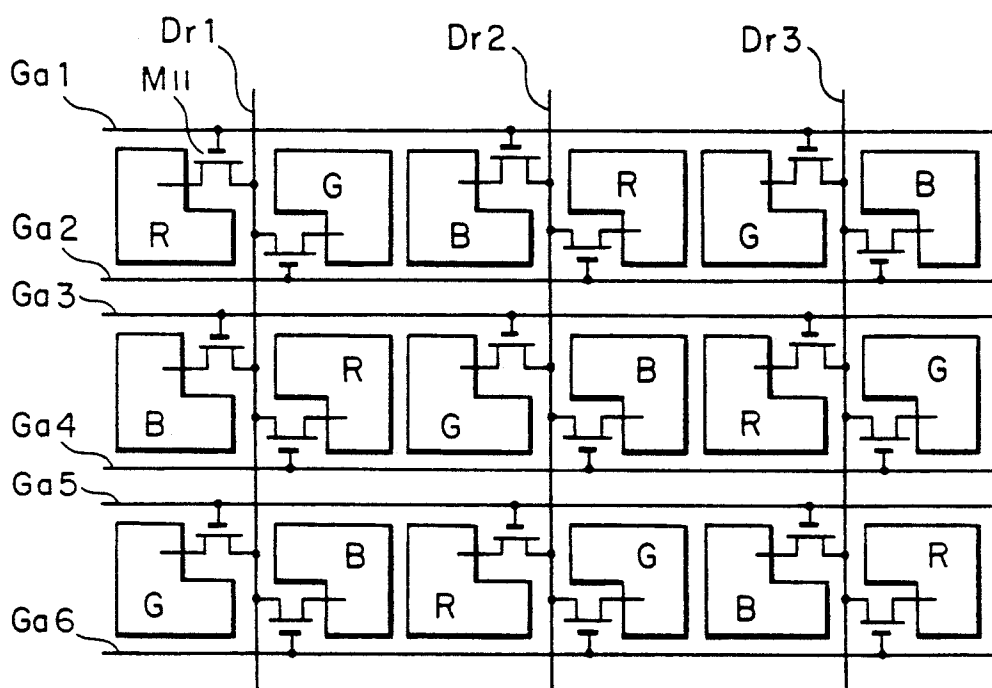 Dr1 Dr2 Dr3
Ga1 M11
G R B
R B G
Ga2
Ga3
R B G
B G R
Ga4
Ga5
B G R
G R B
Ga6